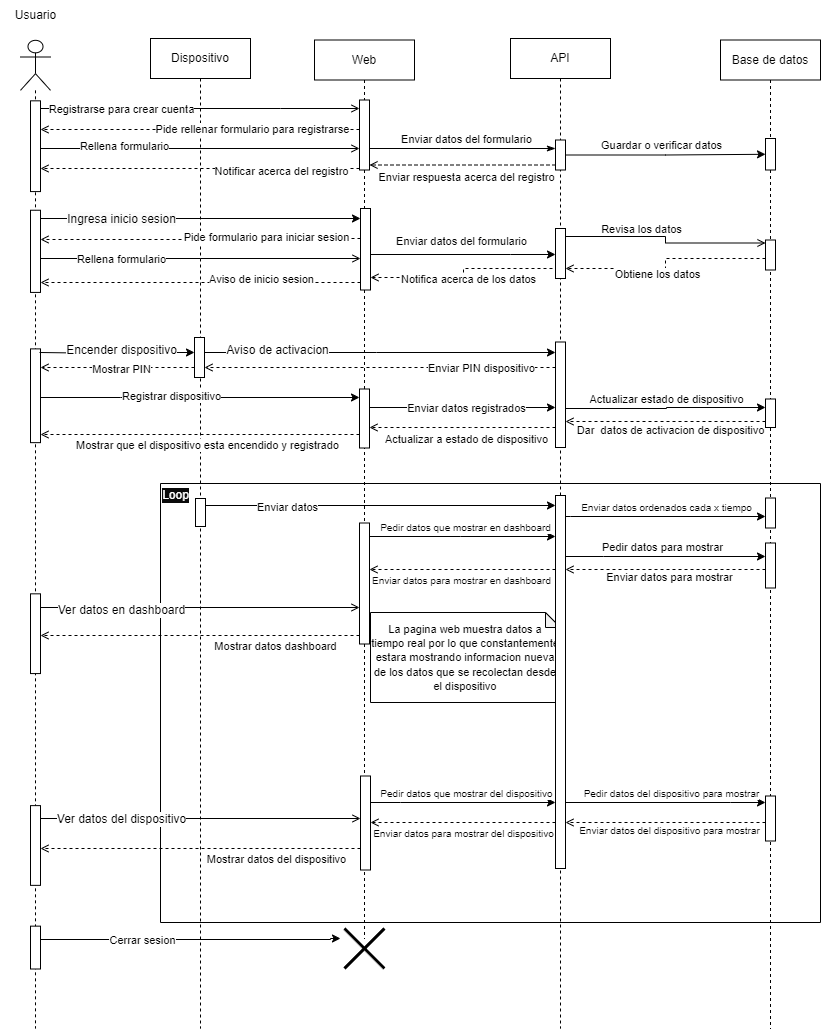 Usuario
Dispositivo
Web
API
Base de datos
Registrarse para crear cuenta
Pide rellenar formulario para registrarse
Rellena formulario
Enviar datos del formulario
Guardar o verificar datos
Notificar acerca del registro
Enviar respuesta acerca del registro
Ingresa inicio sesion
Pide formulario para iniciar sesion
Enviar datos del formulario
Revisa los datos
Rellena formulario
Aviso de inicio sesion
Notifica acerca de los datos
Obtiene los datos
Encender dispositivo
Aviso de activacion
Mostrar PIN
Enviar PIN dispositivo
Registrar dispositivo
Enviar datos registrados
Actualizar estado de dispositivo
Mostrar que el dispositivo esta encendido y registrado
Actualizar a estado de dispositivo
Dar datos de activacion de dispositivo
Loop
Enviar datos
Enviar datos ordenados cada x tiempo
Pedir datos que mostrar en dashboard
Pedir datos para mostrar
Enviar datos para mostrar en dashboard
Enviar datos para mostrar
Ver datos en dashboard
Mostrar datos dashboard
La pagina web muestra datos a
tiempo real por lo que constantemente
estara mostrando informacion nueva
de los datos que se recolectan desde
el dispositivo
Pedir datos que mostrar del dispositivo
Pedir datos del dispositivo para mostrar
Ver datos del dispositivo
Enviar datos para mostrar del dispositivo
Enviar datos del dispositivo para mostrar
Mostrar datos del dispositivo
Cerrar sesion